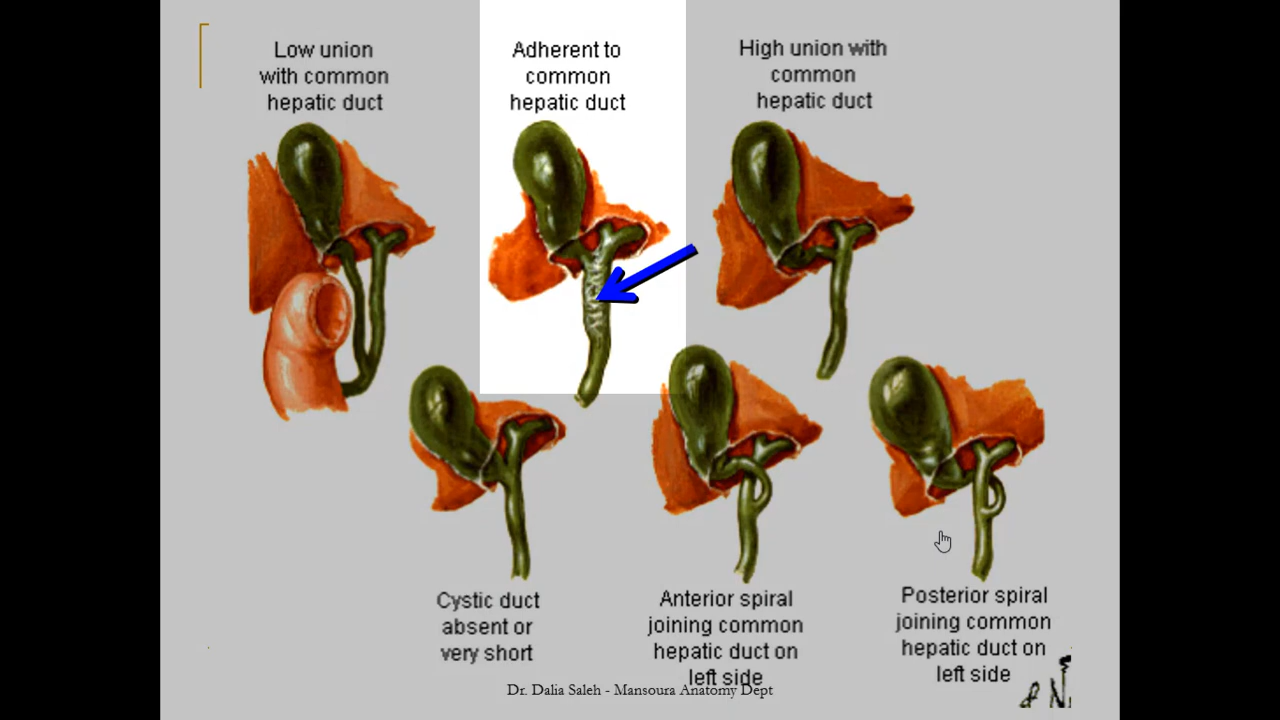 Low union
with common
hepatic duct
Adherent to
common
hepatic duct
High union with
common
hepatic duct
Cystic duct
absent or
very short
Anterior spiral
joining common
hepatic duct on
left side
Posterior spiral
joining common
hepatic duct on
left side
Dr. Dalia Saleh - Mansoura Anatomy Dept